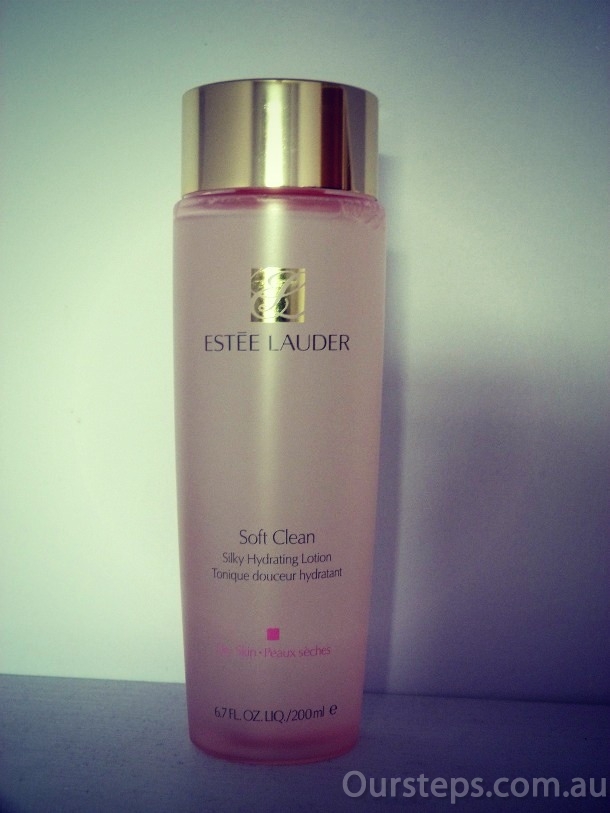 ESTĒE LAUDER
Soft Clean
Silky Hydrating Lotion
Tonique douceur hydratant
Dry Skin • Peaux sèches
6.7 FL.OZ.LIQ./200ml e
Oursteps.com.au